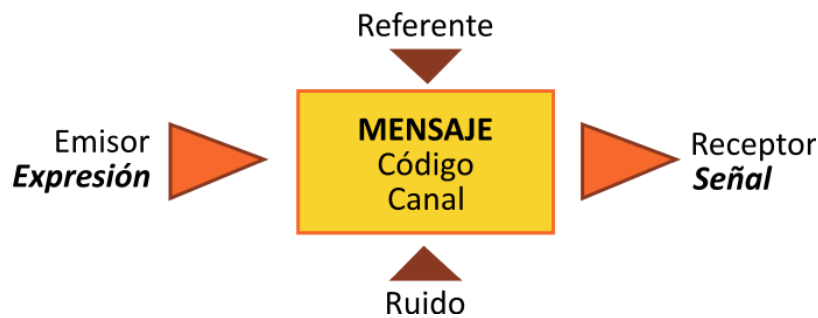 Referente
Emisor
Expresión
MENSAJE
Código
Canal
Receptor
Señal
Ruido